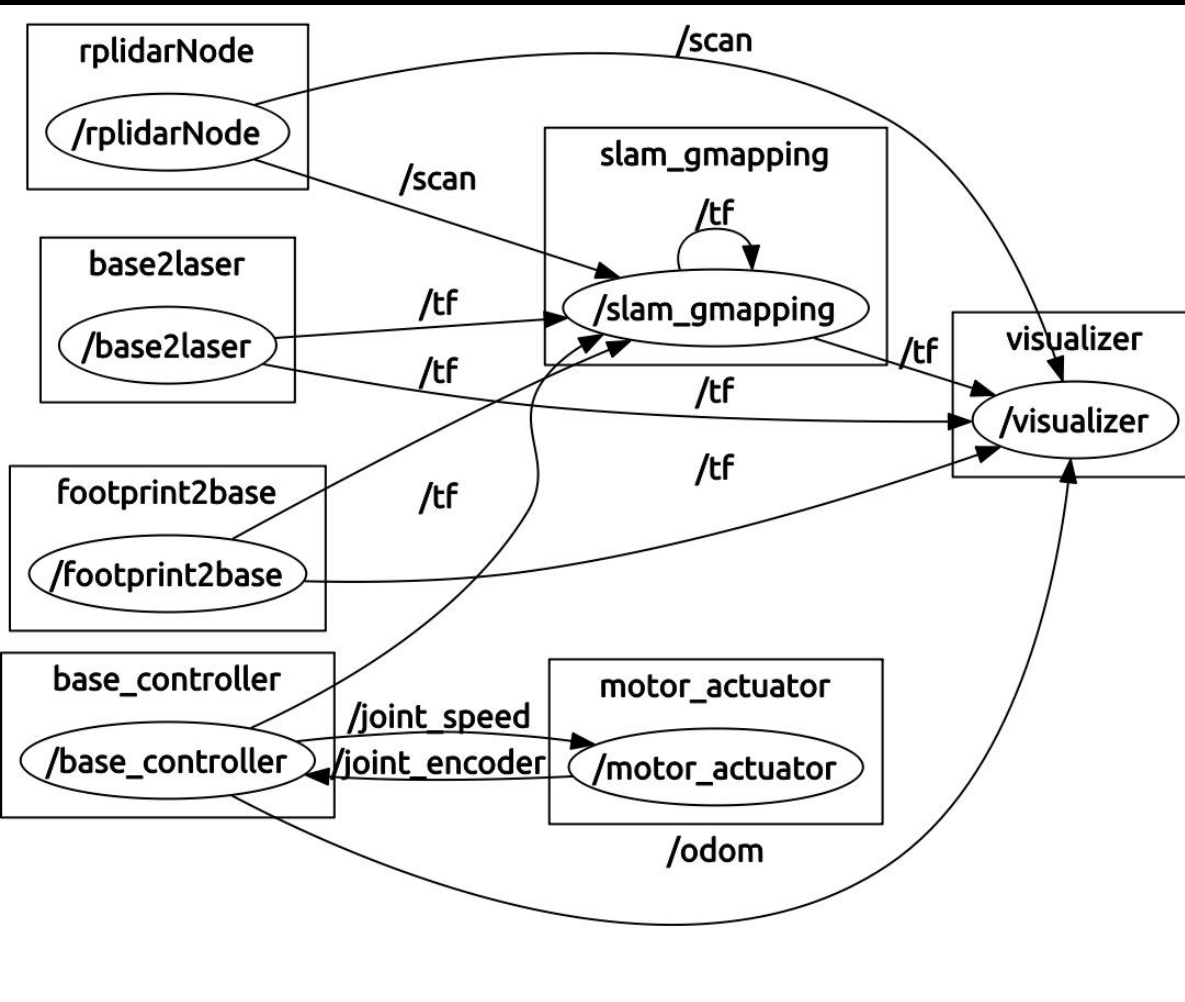 /scan
rplidarNode
/rplidarNode
slam_gmapping
/scan
/tf
base2laser
/tf
/slam_gmapping
/base2laser
visualizer
/tf
/tf
/tf
/visualizer
/tf
footprint2base
/tf
/footprint2base
base_controller
motor_actuator
/joint_speed
/base_controller
/joint_encoder
/motor_actuator
/odom